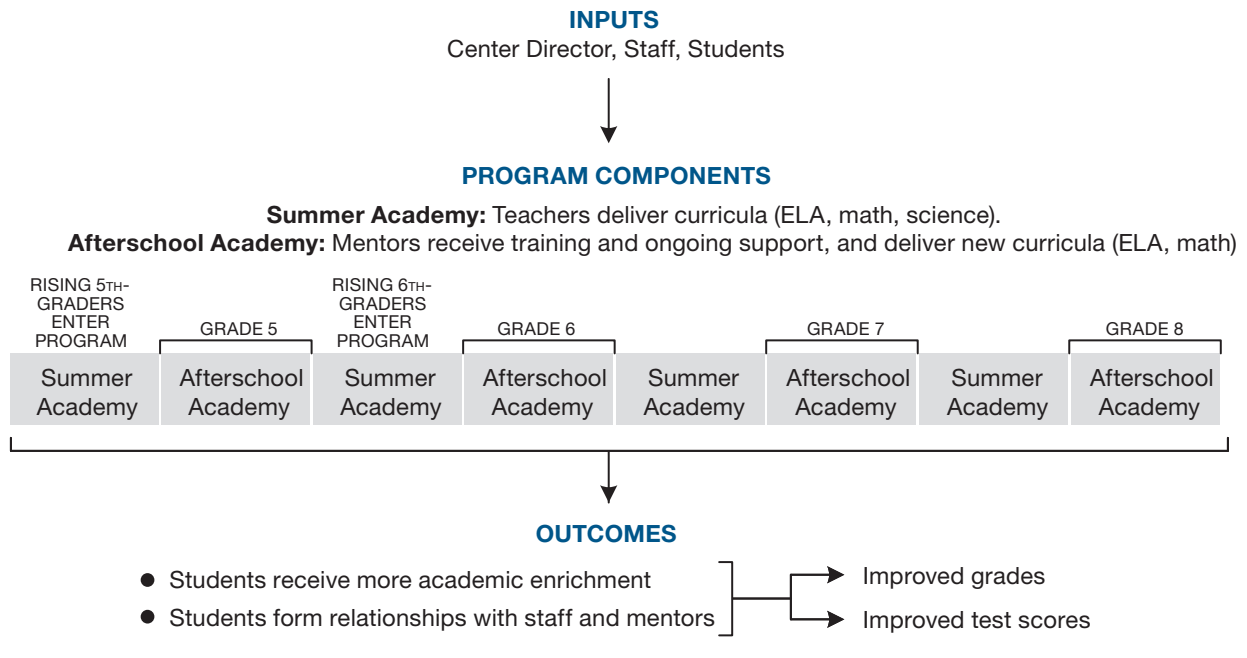 INPUTS
Center Director, Staff, Students
PROGRAM COMPONENTS
Summer Academy: Teachers deliver curricula (ELA, math, science).
Afterschool Academy: Mentors receive training and ongoing support, and deliver new curricula (ELA, math)
RISING 5TH-
GRADERS
ENTER
PROGRAM
GRADE 5
RISING 6TH-
GRADERS
ENTER
PROGRAM
GRADE 6
GRADE 7
GRADE 8
Summer
Academy
Afterschool
Academy
Summer
Academy
Afterschool
Academy
Summer
Academy
Afterschool
Academy
Summer
Academy
Afterschool
Academy
OUTCOMES
● Students receive more academic enrichment
● Students form relationships with staff and mentors
Improved grades
Improved test scores